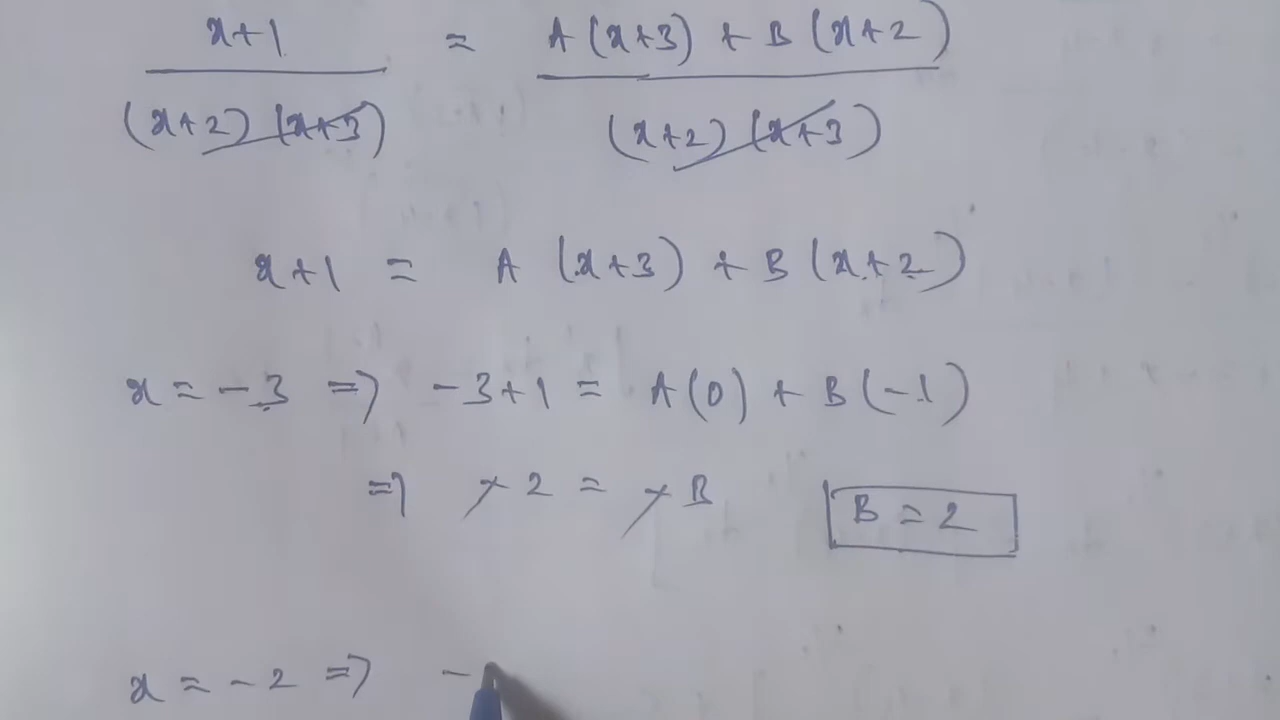 x+1 / (x+2) (x+3) = A (x+3) + B (x+2) / (x+2) (x+3)
x+1 = A (x+3) + B (x+2)
x = -3 => -3+1 = A(0) + B(-1)
=> -2 = -B B = 2
x = -2 => -